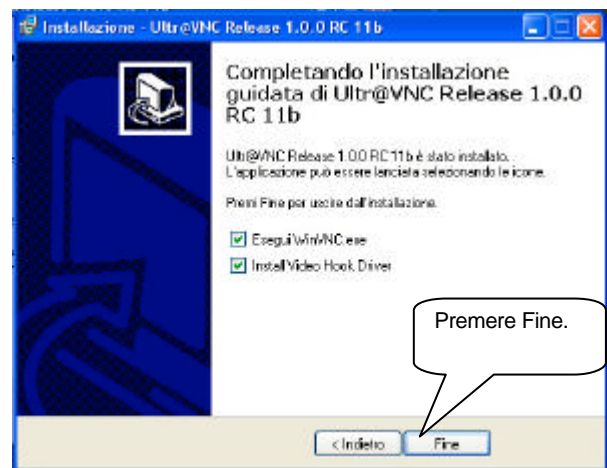 Installazione - Ultr@VNC Release 1.0.0 RC 11b
Completando l'installazione
guidata di Ultr@VNC Release 1.0.0
RC 11b
Ultr@VNC Release 1.0.0 RC 11b è stato installato.
L'applicazione può essere lanciata selezionando le icone.
Premi Fine per uscire dall'installazione.
Esegui WinVNC.exe
Install Video Hook Driver
Premere Fine.
< Indietro
Fine